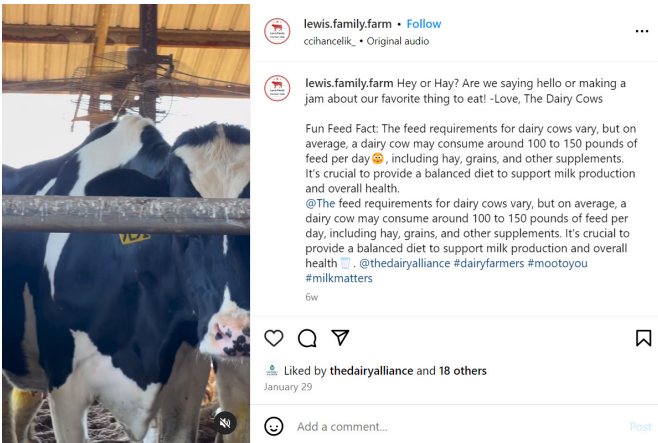 lewis.family.farm • Follow
ccihancelik_ • Original audio
lewis.family.farm Hey or Hay? Are we saying hello or making a
jam about our favorite thing to eat! -Love, The Dairy Cows
Fun Feed Fact: The feed requirements for dairy cows vary, but on
average, a dairy cow may consume around 100 to 150 pounds of
feed per day😳, including hay, grains, and other supplements.
It's crucial to provide a balanced diet to support milk production
and overall health.
@The feed requirements for dairy cows vary, but on average, a
dairy cow may consume around 100 to 150 pounds of feed per
day, including hay, grains, and other supplements. It's crucial to
provide a balanced diet to support milk production and overall
health🥛. @thedairyalliance #dairyfarmers #mootoyou
#milkmatters
6w
Liked by thedairyalliance and 18 others
January 29
Add a comment...
Post